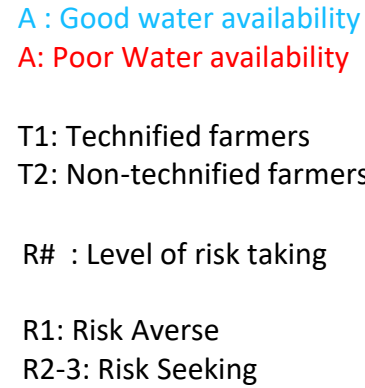 A : Good water availability
A: Poor Water availability
T1: Technified farmers
T2: Non-technified farmers
R# : Level of risk taking
R1: Risk Averse
R2-3: Risk Seeking